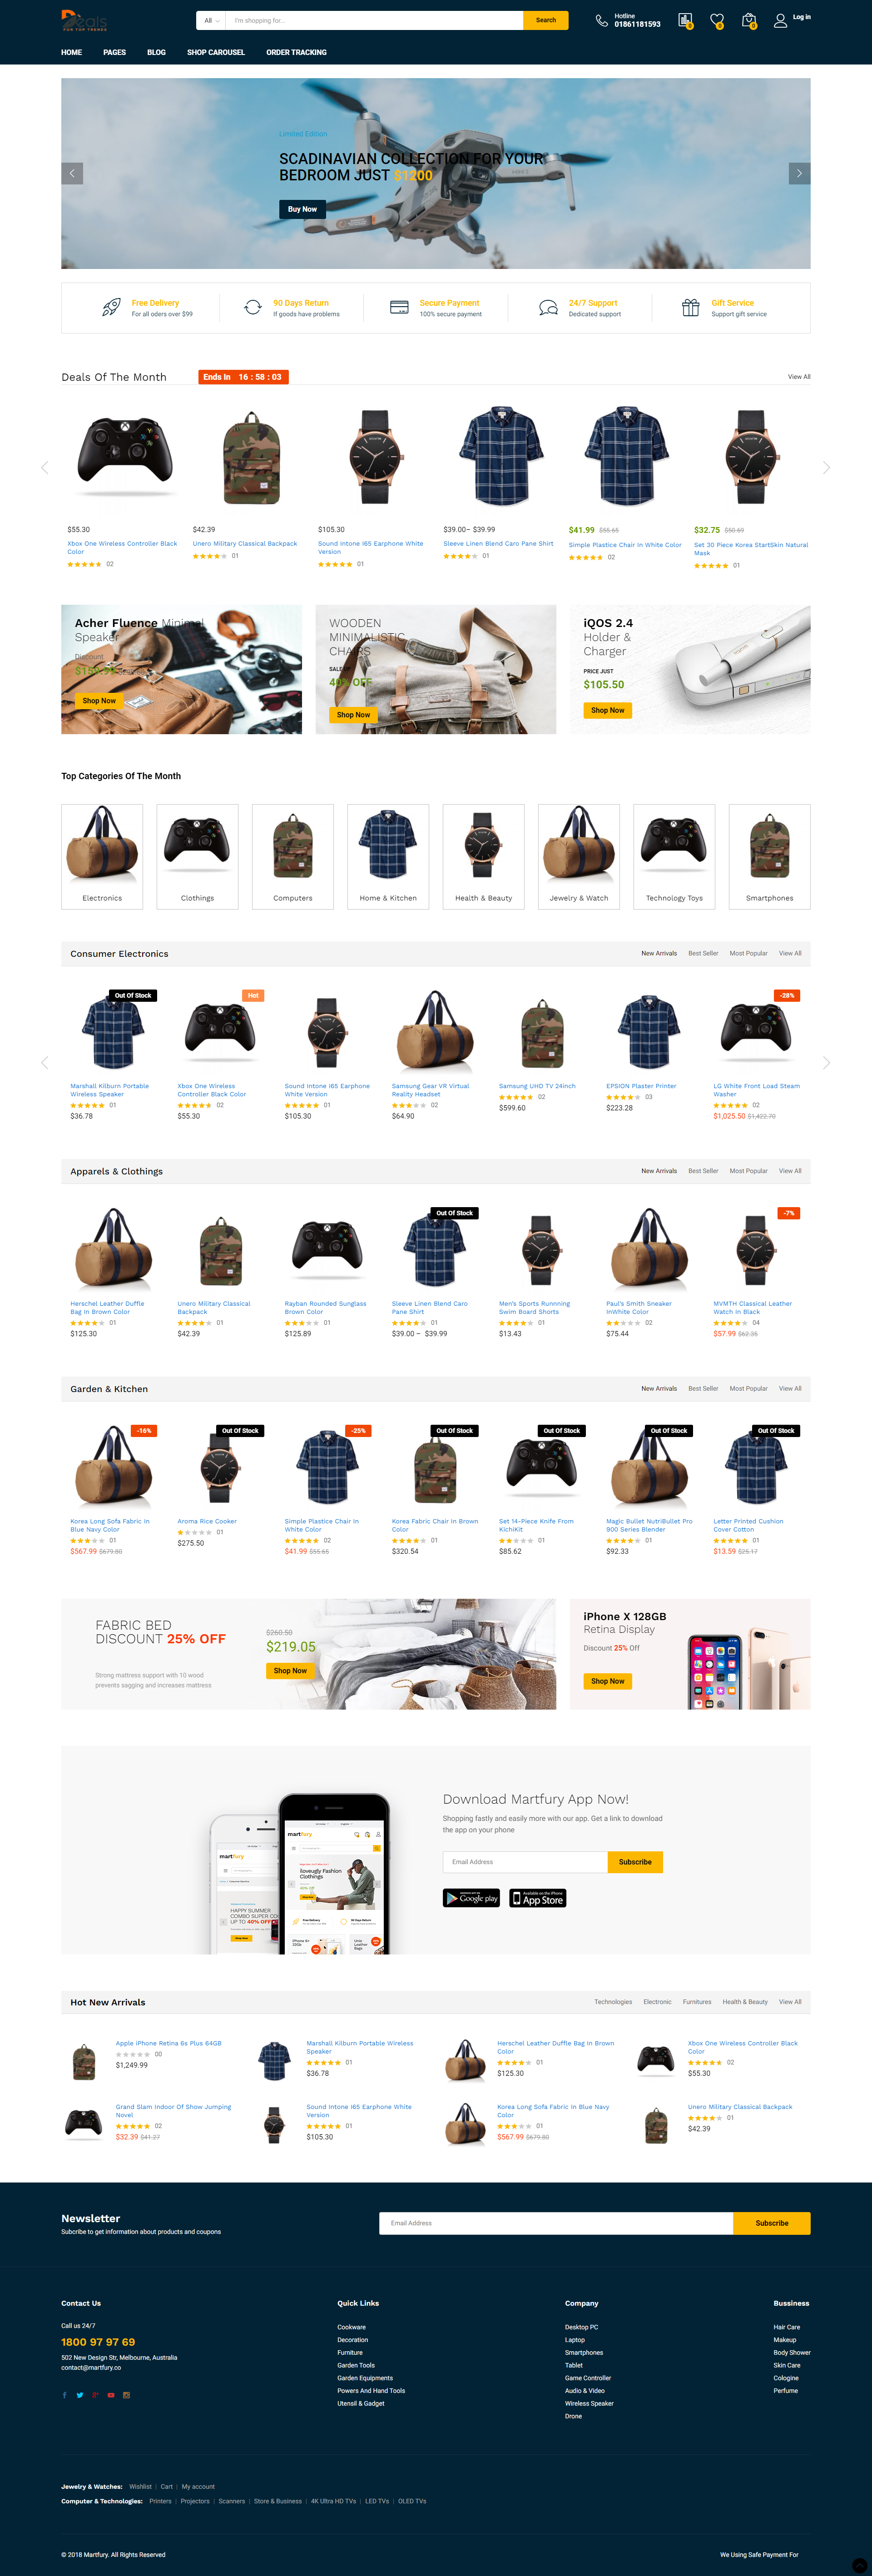 Deals
FOR TOP TRENDS
All
I'm shopping for...
Search
Hotline
01861181593
0
0
0
Log in
HOME
PAGES
BLOG
SHOP CAROUSEL
ORDER TRACKING
Limited Edition
SCADINAVIAN COLLECTION FOR YOUR
BEDROOM JUST $1200
Buy Now
Free Delivery
For all oders over $99
90 Days Return
If goods have problems
Secure Payment
100% secure payment
24/7 Support
Dedicated support
Gift Service
Support gift service
Deals Of The Month
Ends In 16 : 58 : 03
View All
$55.30
Xbox One Wireless Controller Black
Color
02
$42.39
Unero Military Classical Backpack
01
$105.30
Sound Intone I65 Earphone White
Version
01
$39.00– $39.99
Sleeve Linen Blend Caro Pane Shirt
01
$41.99 $55.65
Simple Plastice Chair In White Color
02
$32.75 $50.69
Set 30 Piece Korea StartSkin Natural
Mask
01
Acher Fluence Minimal
Speaker
Discount
Shop Now
WOODEN
MINIMALISTIC
CHAIRS
SALE UP
40% OFF
Shop Now
iQOS 2.4
Holder &
Charger
PRICE JUST
$105.50
Shop Now
Top Categories Of The Month
Electronics
Clothings
Computers
Home & Kitchen
Health & Beauty
Jewelry & Watch
Technology Toys
Smartphones
Consumer Electronics
New Arrivals
Best Seller
Most Popular
View All
Out Of Stock
Marshall Kilburn Portable
Wireless Speaker
01
$36.78
Hot
Xbox One Wireless
Controller Black Color
02
$55.30
Sound Intone I65 Earphone
White Version
01
$105.30
Samsung Gear VR Virtual
Reality Headset
02
$64.90
Samsung UHD TV 24inch
02
$599.60
EPSION Plaster Printer
03
$223.28
-28%
LG White Front Load Steam
Washer
02
$1,025.50 $1,422.70
Apparels & Clothings
New Arrivals
Best Seller
Most Popular
View All
Herschel Leather Duffle
Bag In Brown Color
01
$125.30
Unero Military Classical
Backpack
01
$42.39
Rayban Rounded Sunglass
Brown Color
01
$125.89
Out Of Stock
Sleeve Linen Blend Caro
Pane Shirt
01
$39.00 – $39.99
Men's Sports Runnning
Swim Board Shorts
01
$13.43
Paul's Smith Sneaker
InWhite Color
02
$75.44
-7%
MVMTH Classical Leather
Watch In Black
04
$57.99 $62.35
Garden & Kitchen
New Arrivals
Best Seller
Most Popular
View All
-16%
Korea Long Sofa Fabric In
Blue Navy Color
01
$567.99 $679.80
Out Of Stock
Aroma Rice Cooker
01
$275.50
-25%
Simple Plastice Chair In
White Color
02
$41.99 $55.65
Out Of Stock
Korea Fabric Chair In Brown
Color
01
$320.54
Out Of Stock
Set 14-Piece Knife From
KichiKit
01
$85.62
Out Of Stock
Magic Bullet NutriBullet Pro
900 Series Blender
01
$92.33
Out Of Stock
Letter Printed Cushion
Cover Cotton
01
$13.59 $25.17
FABRIC BED
DISCOUNT 25% OFF
Strong mattress support with 10 wood
prevents sagging and increases mattress
$260.50
$219.05
Shop Now
iPhone X 128GB
Retina Display
Discount 25% Off
Shop Now
martfury
HAPPY SUMMER
COMBO SUPER COOL
UP TO 40% OFF
martfury
Iloveugly Fashion
Clothings
Free Delivery
Download Martfury App Now!
Shopping fastly and easily more with our app. Get a link to download
the app on your phone
Email Address
Subscribe
Google play
App Store
Hot New Arrivals
Technologies
Electronic
Furnitures
Health & Beauty
View All
Apple iPhone Retina 6s Plus 64GB
00
$1,249.99
Marshall Kilburn Portable Wireless
Speaker
01
$36.78
Herschel Leather Duffle Bag In Brown
Color
01
$125.30
Xbox One Wireless Controller Black
Color
02
$55.30
Grand Slam Indoor Of Show Jumping
Novel
02
$32.39 $41.27
Sound Intone I65 Earphone White
Version
01
$105.30
Korea Long Sofa Fabric In Blue Navy
Color
01
$567.99 $679.80
Unero Military Classical Backpack
01
$42.39
Newsletter
Subcribe to get information about products and coupons
Email Address
Subscribe
Contact Us
Call us 24/7
1800 97 97 69
502 New Design Str, Melbourne, Australia
contact@martfury.co
Quick Links
Cookware
Decoration
Furniture
Garden Tools
Garden Equipments
Powers And Hand Tools
Utensil & Gadget
Company
Desktop PC
Laptop
Smartphones
Tablet
Game Controller
Audio & Video
Wireless Speaker
Drone
Bussiness
Hair Care
Makeup
Body Shower
Skin Care
Cologine
Perfume
Jewelry & Watches: Wishlist | Cart | My account
Computer & Technologies: Printers | Projectors | Scanners | Store & Business | 4K Ultra HD TVs | LED TVs | OLED TVs
© 2018 Martfury. All Rights Reserved
We Using Safe Payment For